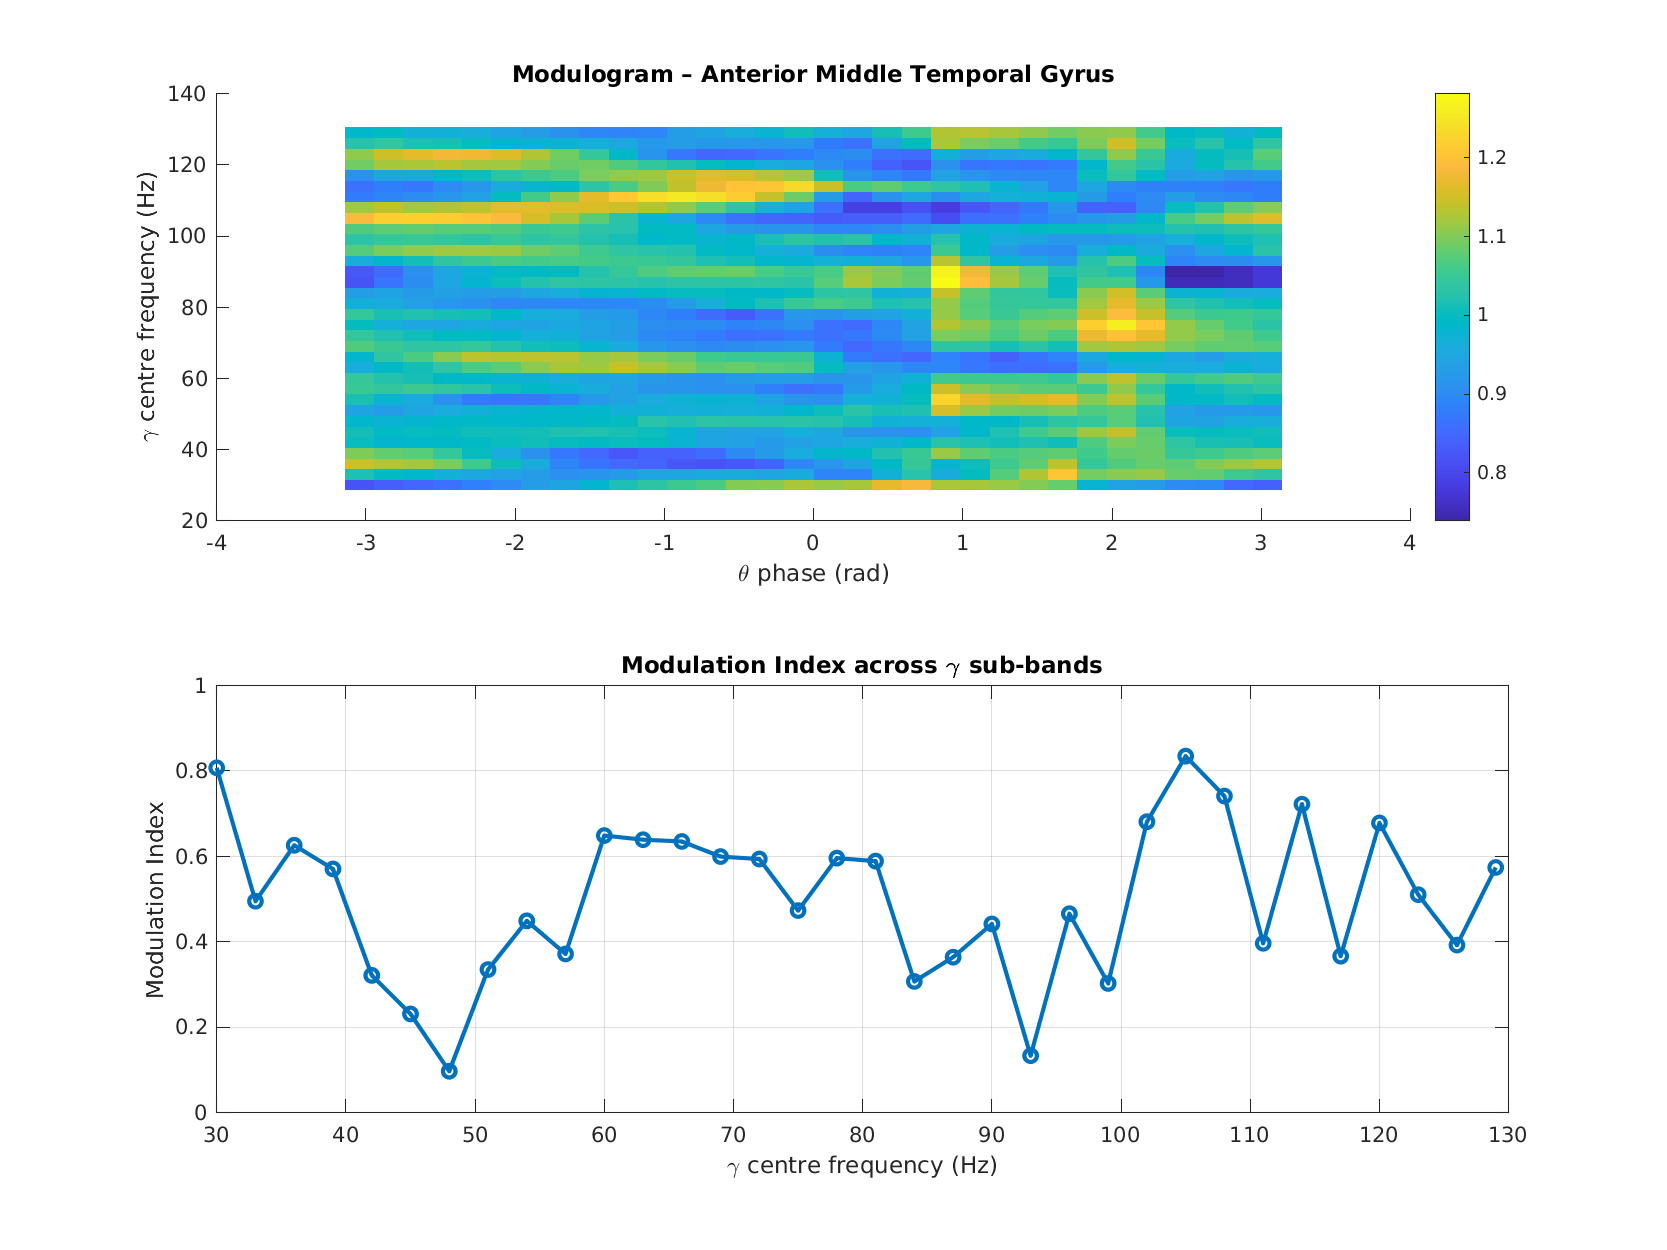 Modulogram – Anterior Middle Temporal Gyrus
140
120
100
80
60
40
20
γ centre frequency (Hz)
-4 -3 -2 -1 0 1 2 3 4
θ phase (rad)
1.2
1.1
1
0.9
0.8
Modulation Index across γ sub-bands
1
0.8
0.6
0.4
0.2
0
Modulation Index
30 40 50 60 70 80 90 100 110 120 130
γ centre frequency (Hz)